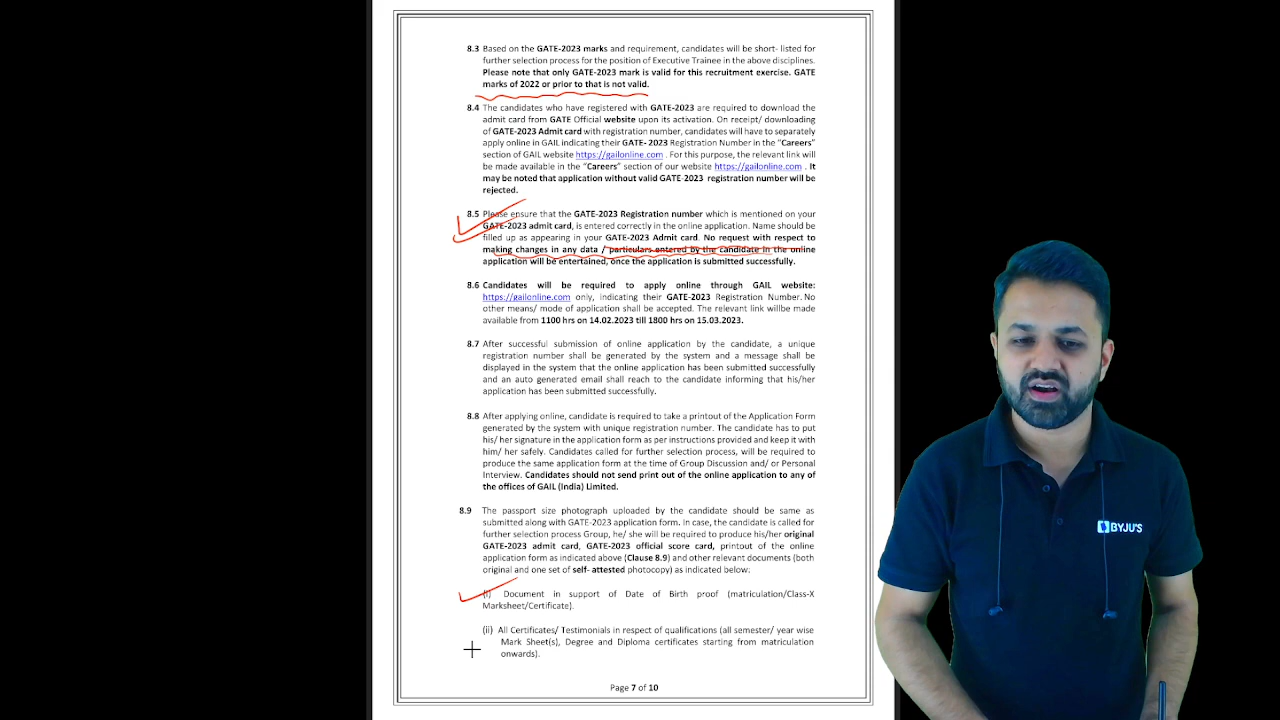 8.3 Based on the GATE-2023 marks and requirement, candidates will be short- listed for
further selection process for the position of Executive Trainee in the above disciplines.
Please note that only GATE-2023 mark is valid for this recruitment exercise. GATE
marks of 2022 or prior to that is not valid.
8.4 The candidates who have registered with GATE-2023 are required to download the
admit card from GATE Official website upon its activation. On receipt/ downloading
of GATE-2023 Admit card with registration number, candidates will have to separately
apply online in GAIL indicating their GATE- 2023 Registration Number in the “Careers”
section of GAIL website https://gailonline.com . For this purpose, the relevant link will
be made available in the “Careers” section of our website https://gailonline.com . It
may be noted that application without valid GATE-2023 registration number will be
rejected.
8.5 Please ensure that the GATE-2023 Registration number which is mentioned on your
GATE-2023 admit card, is entered correctly in the online application. Name should be
filled up as appearing in your GATE-2023 Admit card. No request with respect to
making changes in any data / particulars entered by the candidate in the online
application will be entertained, once the application is submitted successfully.
8.6 Candidates will be required to apply online through GAIL website:
https://gailonline.com only, indicating their GATE-2023 Registration Number. No
other means/ mode of application shall be accepted. The relevant link willbe made
available from 1100 hrs on 14.02.2023 till 1800 hrs on 15.03.2023.
8.7 After successful submission of online application by the candidate, a unique
registration number shall be generated by the system and a message shall be
displayed in the system that the online application has been submitted successfully
and an auto generated email shall reach to the candidate informing that his/her
application has been submitted successfully.
8.8 After applying online, candidate is required to take a printout of the Application Form
generated by the system with unique registration number. The candidate has to put
his/ her signature in the application form as per instructions provided and keep it with
him/ her safely. Candidates called for further selection process, will be required to
produce the same application form at the time of Group Discussion and/ or Personal
Interview. Candidates should not send print out of the online application to any of
the offices of GAIL (India) Limited.
8.9 The passport size photograph uploaded by the candidate should be same as
submitted along with GATE-2023 application form. In case, the candidate is called for
further selection process Group, he/ she will be required to produce his/her original
GATE-2023 admit card, GATE-2023 official score card, printout of the online
application form as indicated above (Clause 8.9) and other relevant documents (both
original and one set of self- attested photocopy) as indicated below:
(i) Document in support of Date of Birth proof (matriculation/Class-X
Marksheet/Certificate).
(ii) All Certificates/ Testimonials in respect of qualifications (all semester/ year wise
Mark Sheet(s), Degree and Diploma certificates starting from matriculation
onwards).
Page 7 of 10
BYJU'S